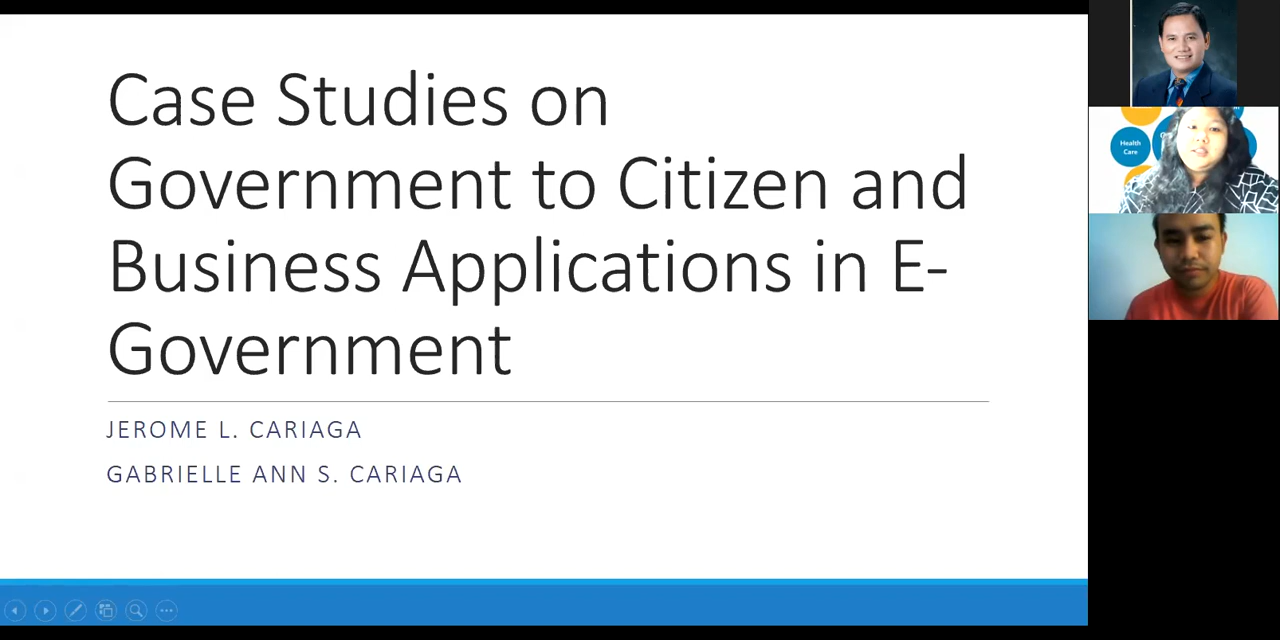 Case Studies on
Government to Citizen and
Business Applications in E-
Government
JEROME L. CARIAGA
GABRIELLE ANN S. CARIAGA
Health
Care